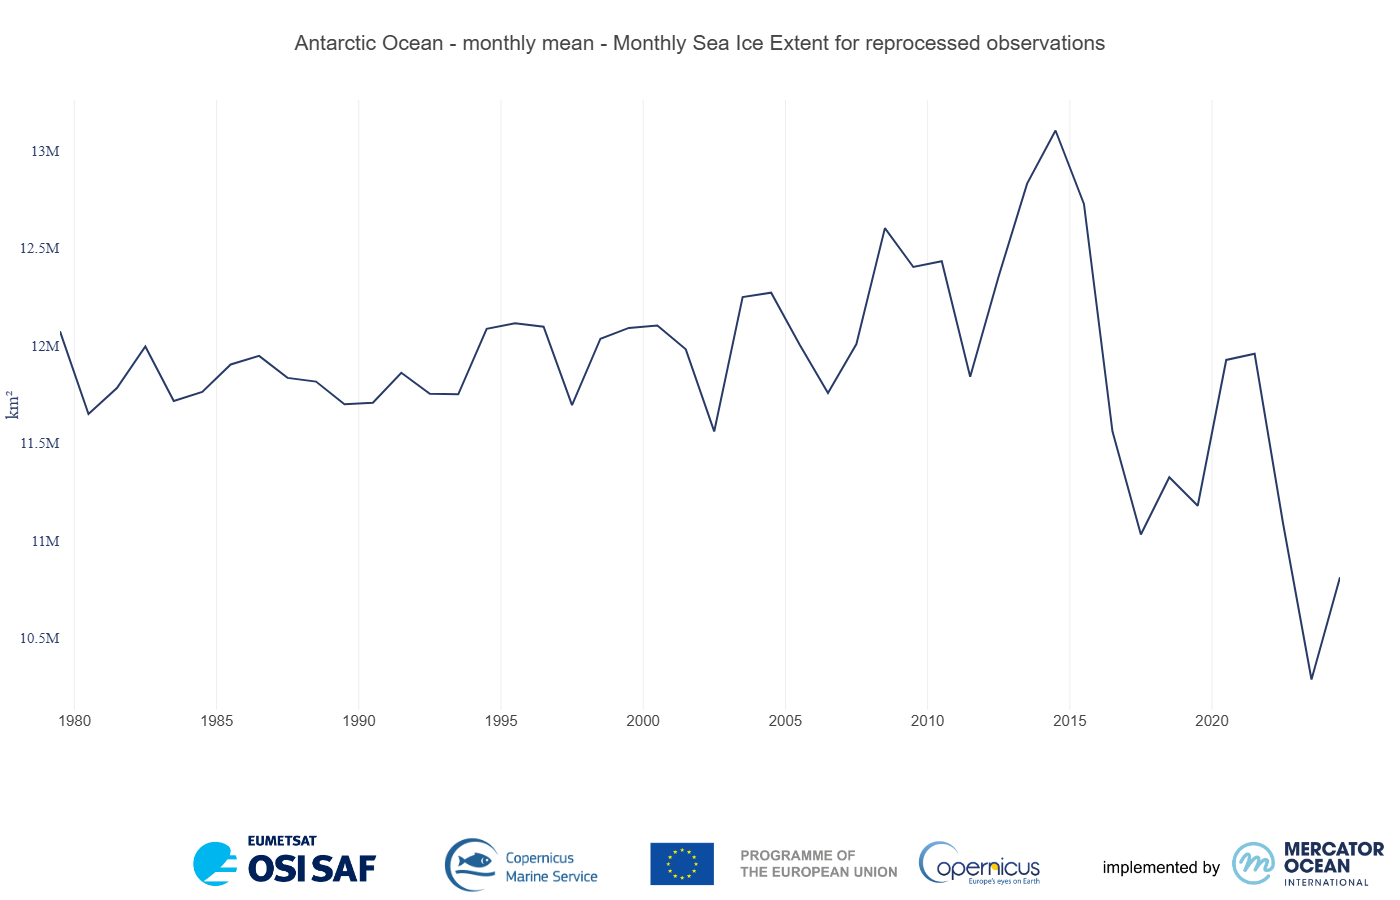 Antarctic Ocean - monthly mean - Monthly Sea Ice Extent for reprocessed observations
13M
12.5M
12M
11.5M
11M
10.5M
km²
1980 1985 1990 1995 2000 2005 2010 2015 2020
EUMETSAT
OSI SAF
Copernicus
Marine Service
PROGRAMME OF
THE EUROPEAN UNION
opernicus
Europe's eyes on Earth
implemented by
MERCATOR
OCEAN
INTERNATIONAL